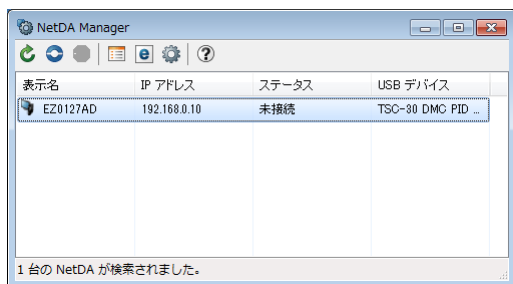 NetDA Manager
表示名 IP アドレス ステータス USB デバイス
EZ0127AD 192.168.0.10 未接続 TSC-30 DMC PID ...
1 台の NetDA が検索されました。